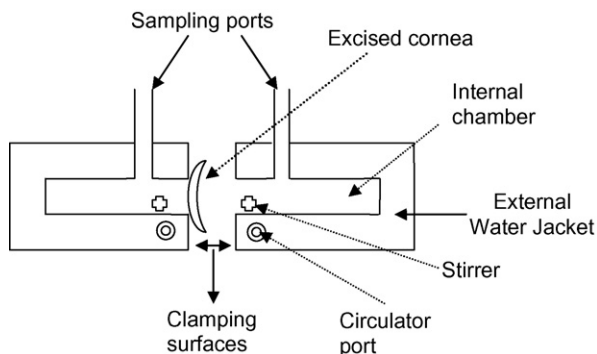 Sampling ports
Excised cornea
Internal
chamber
External
Water Jacket
Stirrer
Clamping
surfaces
Circulator
port